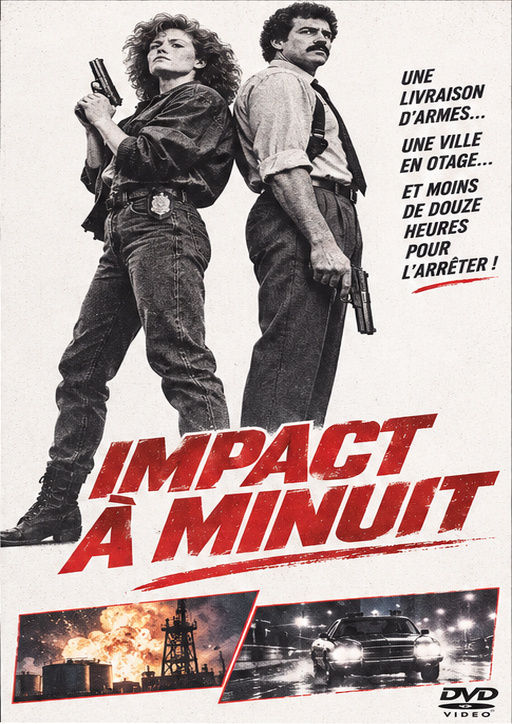 UNE
LIVRAISON
D'ARMES...
UNE VILLE
EN OTAGE...
ET MOINS
DE DOUZE
HEURES
POUR
L'ARRÊTER !
IMPACT
À MINUIT
DVD
VIDEO